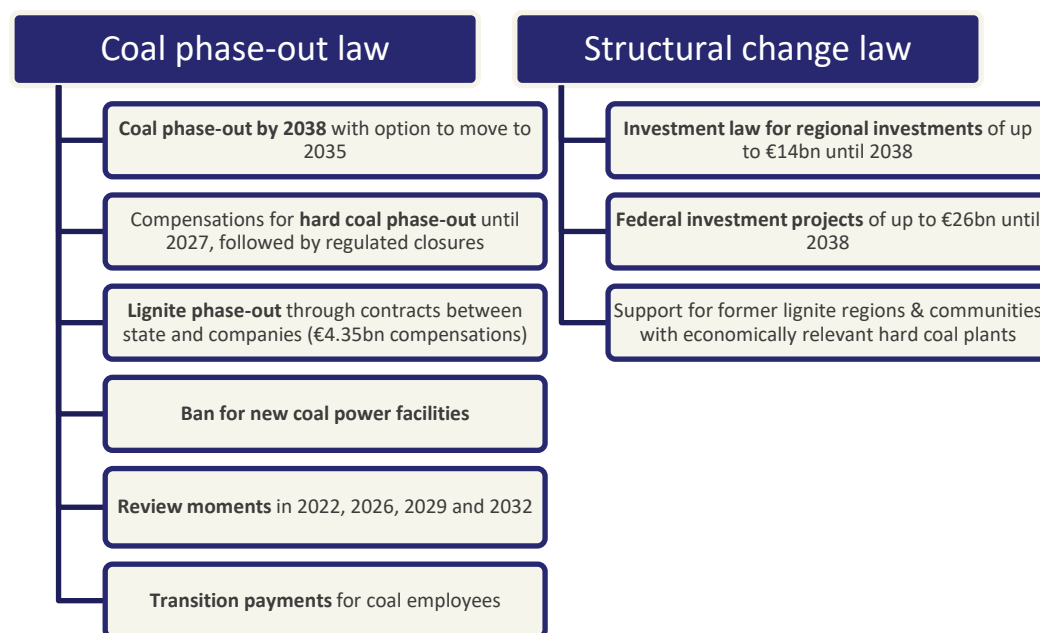 Coal phase-out law
Coal phase-out by 2038 with option to move to
2035
Compensations for hard coal phase-out until
2027, followed by regulated closures
Lignite phase-out through contracts between
state and companies (€4.35bn compensations)
Ban for new coal power facilities
Review moments in 2022, 2026, 2029 and 2032
Transition payments for coal employees
Structural change law
Investment law for regional investments of up
to €14bn until 2038
Federal investment projects of up to €26bn until
2038
Support for former lignite regions & communities
with economically relevant hard coal plants